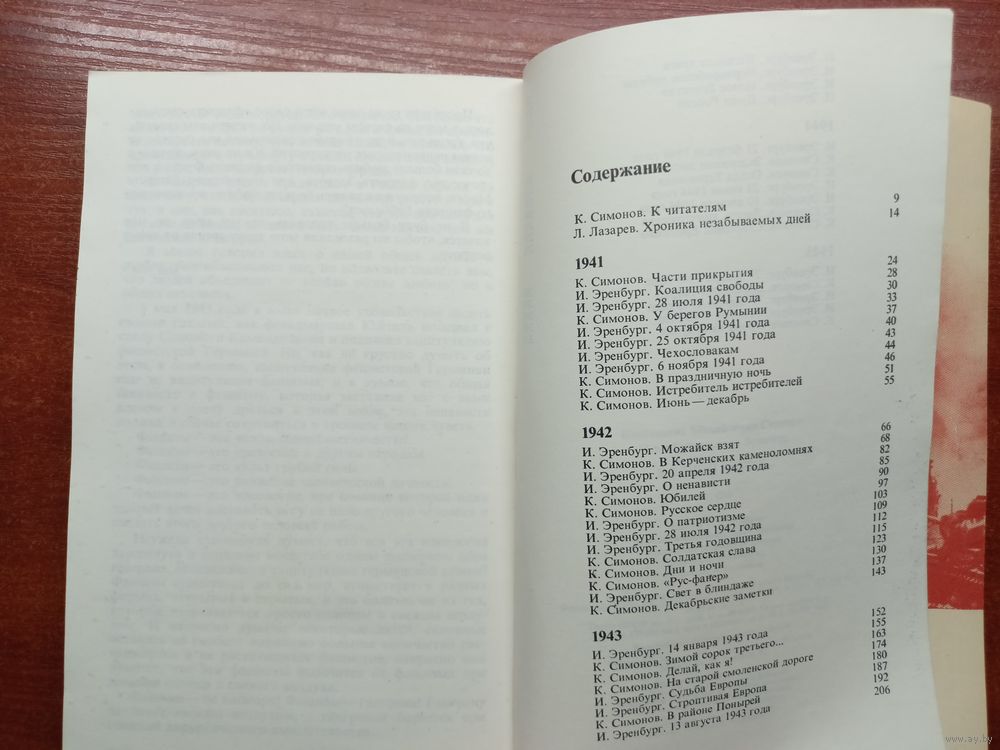 Содержание
К. Симонов. К читателям 9
Л. Лазарев. Хроника незабываемых дней 14
1941
К. Симонов. Части прикрытия 24
И. Эренбург. Коалиция свободы 28
И. Эренбург. 28 июля 1941 года 30
К. Симонов. У берегов Румынии 33
И. Эренбург. 4 октября 1941 года 37
И. Эренбург. 25 октября 1941 года 40
И. Эренбург. Чехословакам 43
И. Эренбург. 6 ноября 1941 года 44
К. Симонов. В праздничную ночь 46
К. Симонов. Истребитель истребителей 51
К. Симонов. Июнь — декабрь 55
1942
И. Эренбург. Можайск взят 66
К. Симонов. В Керченских каменоломнях 68
И. Эренбург. 20 апреля 1942 года 82
И. Эренбург. О ненависти 85
К. Симонов. Юбилей 90
К. Симонов. Русское сердце 97
И. Эренбург. О патриотизме 103
И. Эренбург. 28 июля 1942 года 109
И. Эренбург. Третья годовщина 112
К. Симонов. Солдатская слава 115
К. Симонов. Дни и ночи 123
К. Симонов. «Рус-фанер» 130
И. Эренбург. Свет в блиндаже 137
К. Симонов. Декабрьские заметки 143
1943
И. Эренбург. 14 января 1943 года 152
К. Симонов. Зимой сорок третьего... 155
К. Симонов. Делай, как я! 163
К. Симонов. На старой смоленской дороге 174
И. Эренбург. Судьба Европы 180
И. Эренбург. Строптивая Европа 187
К. Симонов. В районе Понырей 192
И. Эренбург. 13 августа 1943 года 206
www.ay.by